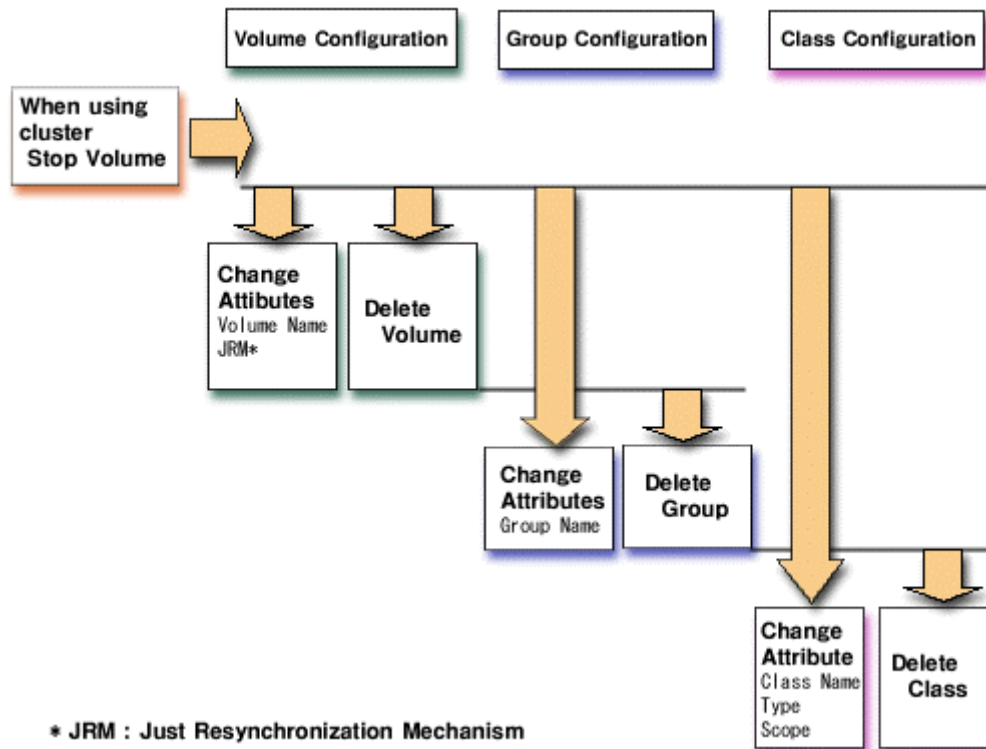 Volume Configuration
Group Configuration
Class Configuration
When using
cluster
Stop Volume
Change
Attibutes
Volume Name
JRM*
Delete
Volume
Change
Attributes
Group Name
Delete
Group
Change
Attribute
Class Name
Type
Scope
Delete
Class
* JRM : Just Resynchronization Mechanism